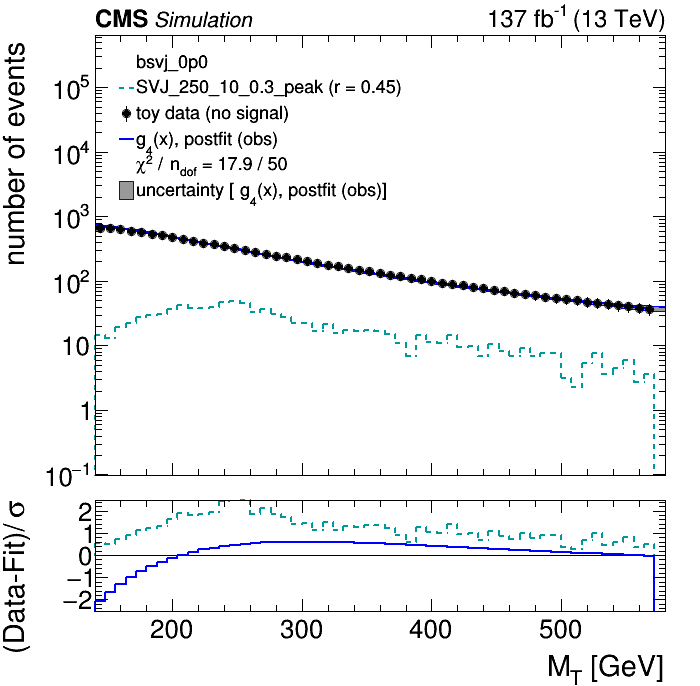 CMS Simulation 137 fb⁻¹ (13 TeV)
number of events
10⁵
10⁴
10³
10²
10
1
10⁻¹
bsvj_0p0
SVJ_250_10_0.3_peak (r = 0.45)
toy data (no signal)
g₄(x), postfit (obs)
χ² / n_dof = 17.9 / 50
uncertainty [ g₄(x), postfit (obs)]
(Data-Fit)/ σ
2
1
0
−1
−2
200 300 400 500
M_T [GeV]